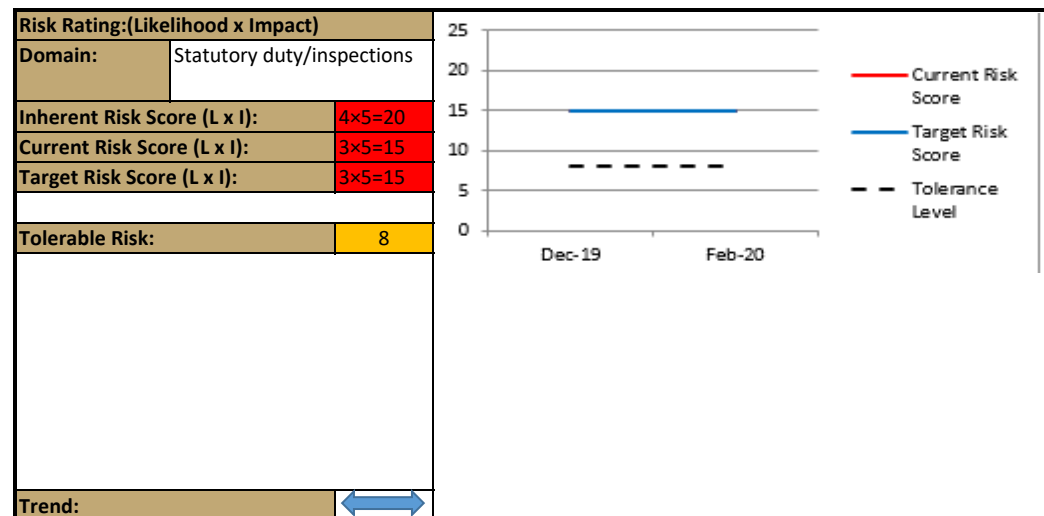 Risk Rating:(Likelihood x Impact)
Domain: Statutory duty/inspections
Inherent Risk Score (L x I): 4×5=20
Current Risk Score (L x I): 3×5=15
Target Risk Score (L x I): 3×5=15
Tolerable Risk: 8
Trend:
25
20
15
10
5
0
Dec-19 Feb-20
Current Risk
Score
Target Risk
Score
Tolerance
Level